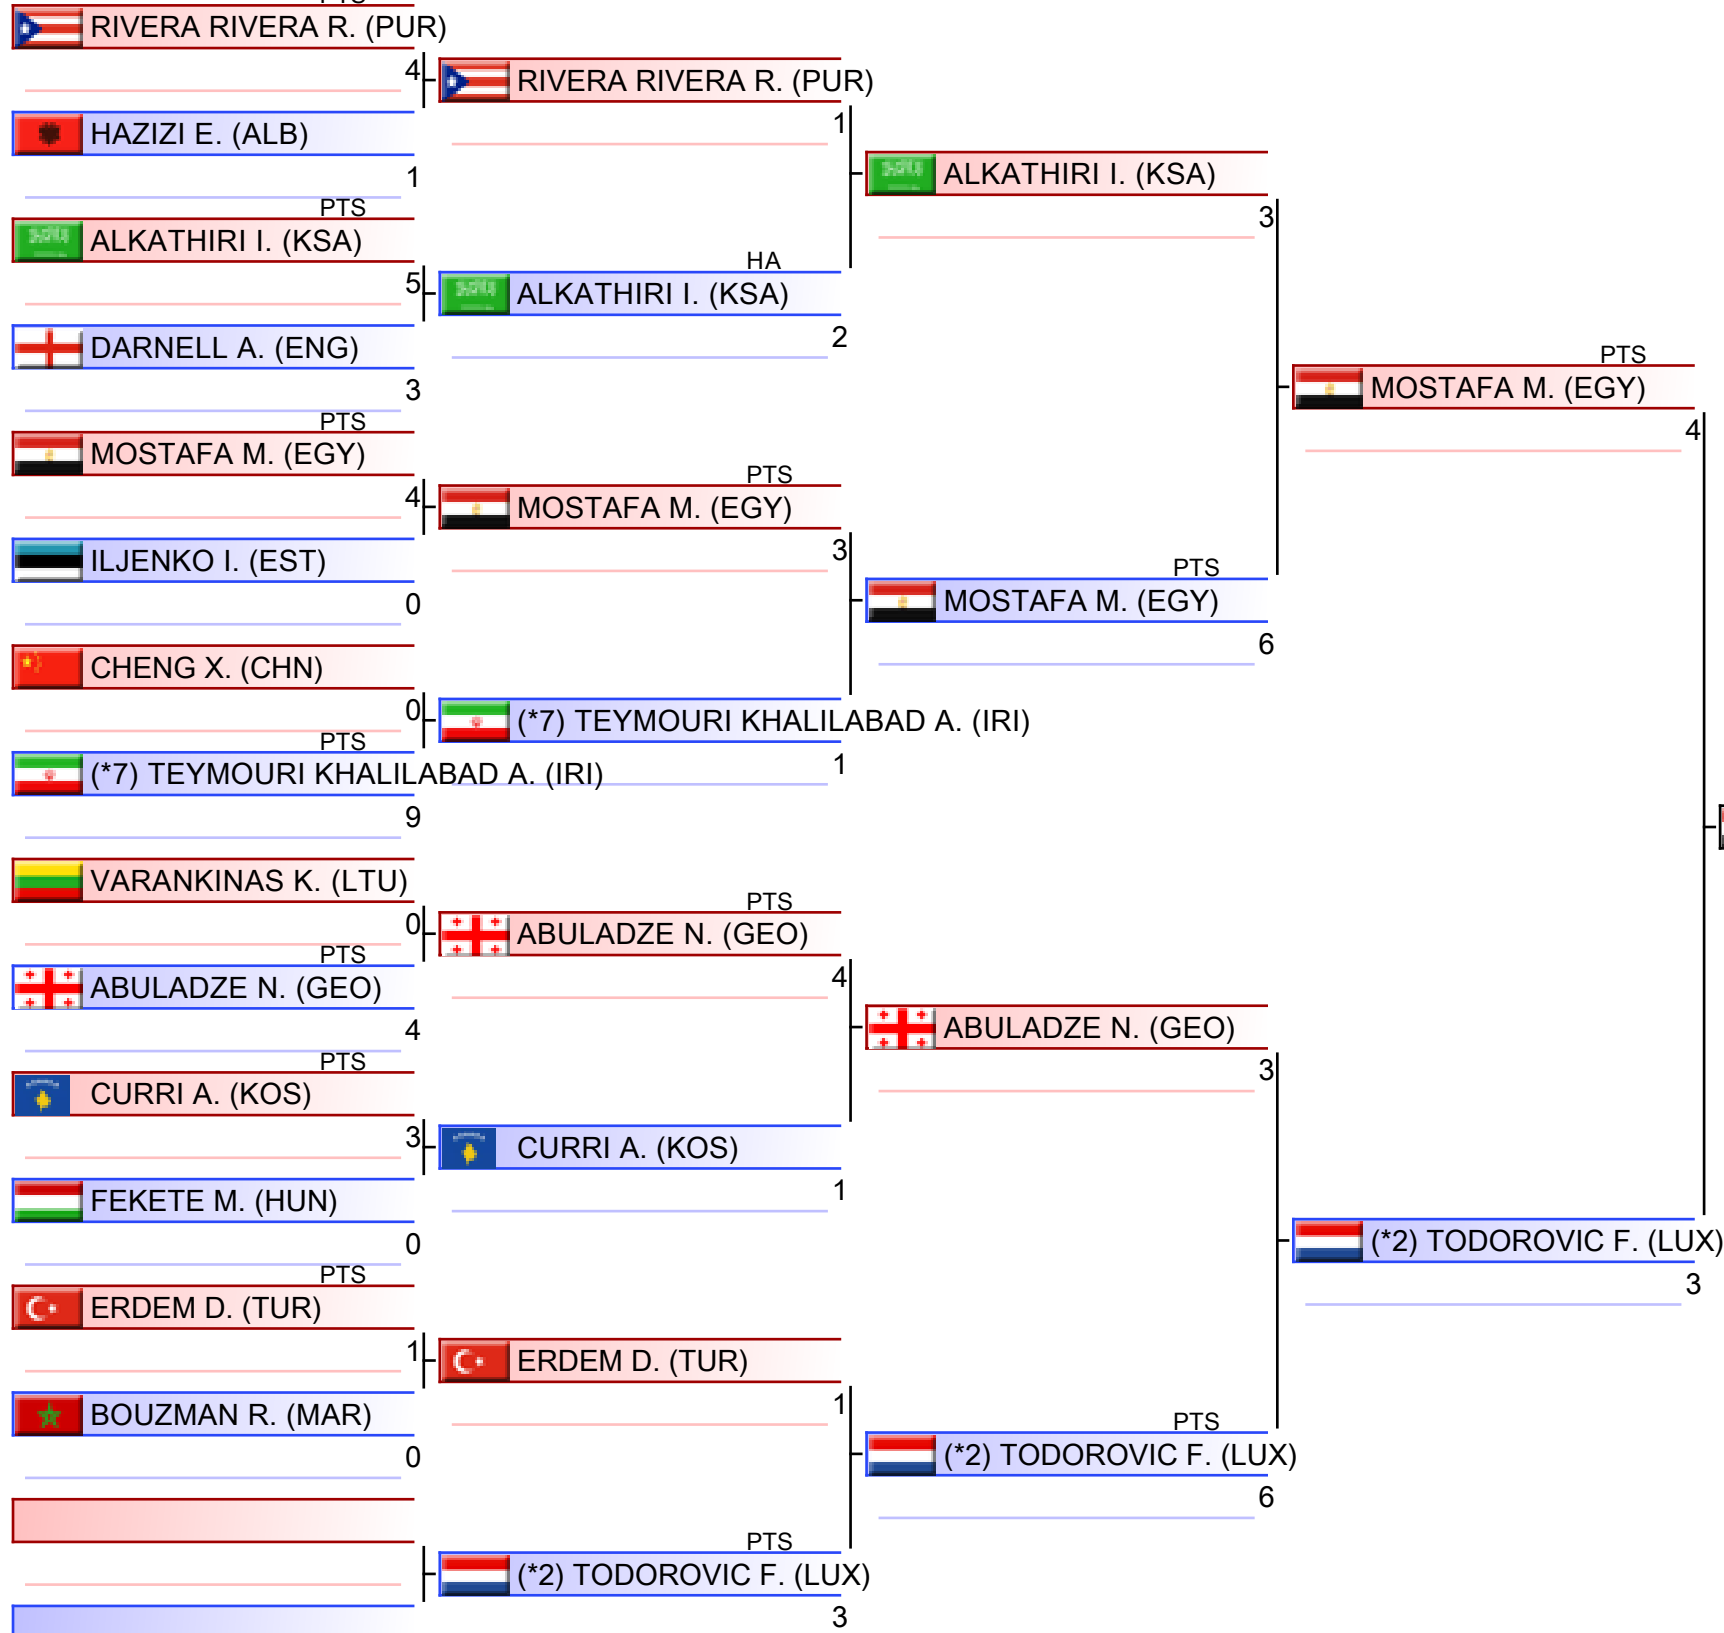 PTS
RIVERA RIVERA R. (PUR)
4
HAZIZI E. (ALB)
1
PTS
ALKATHIRI I. (KSA)
5
DARNELL A. (ENG)
3
PTS
MOSTAFA M. (EGY)
4
ILJENKO I. (EST)
0
CHENG X. (CHN)
0
PTS
(*7) TEYMOURI KHALILABAD A. (IRI)
9
VARANKINAS K. (LTU)
0
PTS
ABULADZE N. (GEO)
4
PTS
CURRI A. (KOS)
3
FEKETE M. (HUN)
0
PTS
ERDEM D. (TUR)
1
BOUZMAN R. (MAR)
0
RIVERA RIVERA R. (PUR)
1
HA
ALKATHIRI I. (KSA)
2
PTS
MOSTAFA M. (EGY)
3
(*7) TEYMOURI KHALILABAD A. (IRI)
1
PTS
ABULADZE N. (GEO)
4
CURRI A. (KOS)
1
ERDEM D. (TUR)
1
PTS
(*2) TODOROVIC F. (LUX)
3
ALKATHIRI I. (KSA)
3
PTS
MOSTAFA M. (EGY)
6
ABULADZE N. (GEO)
3
PTS
(*2) TODOROVIC F. (LUX)
6
PTS
MOSTAFA M. (EGY)
4
(*2) TODOROVIC F. (LUX)
3